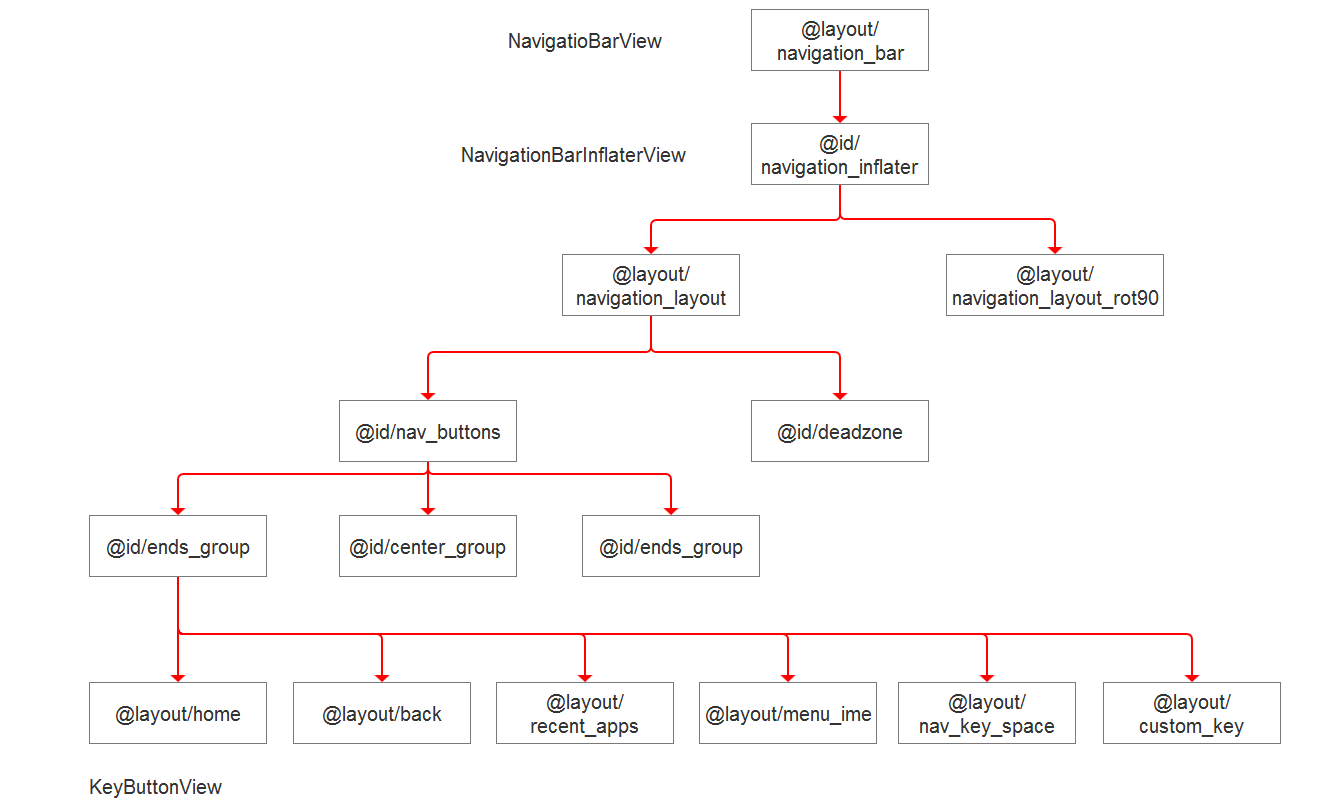 NavigatioBarView
@layout/
navigation_bar
NavigationBarInflaterView
@id/
navigation_inflater
@layout/
navigation_layout
@layout/
navigation_layout_rot90
@id/nav_buttons
@id/deadzone
@id/ends_group
@id/center_group
@id/ends_group
@layout/home
@layout/back
@layout/
recent_apps
@layout/menu_ime
@layout/
nav_key_space
@layout/
custom_key
KeyButtonView